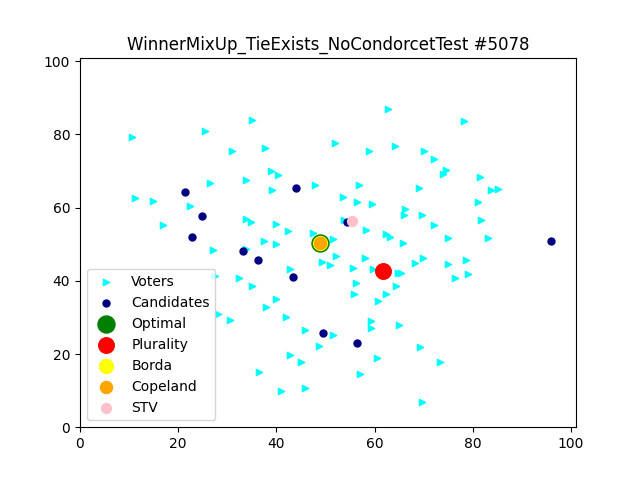 WinnerMixUp_TieExists_NoCondorcetTest #5078
100
80
60
40
20
0
0 20 40 60 80 100
Voters
Candidates
Optimal
Plurality
Borda
Copeland
STV